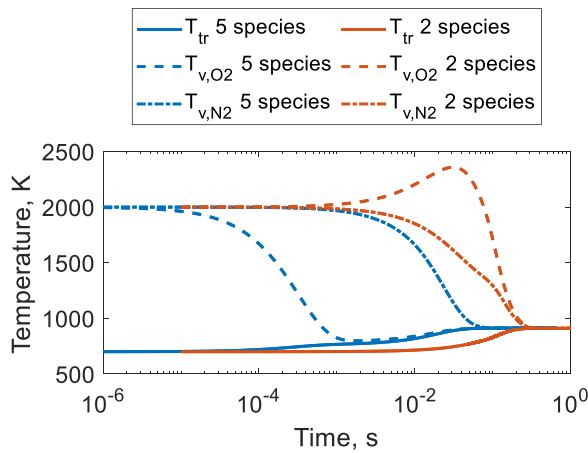 T_tr 5 species T_tr 2 species
T_v,O2 5 species T_v,O2 2 species
T_v,N2 5 species T_v,N2 2 species
2500
2000
1500
1000
500
Temperature, K
10^-6 10^-4 10^-2 10^0
Time, s